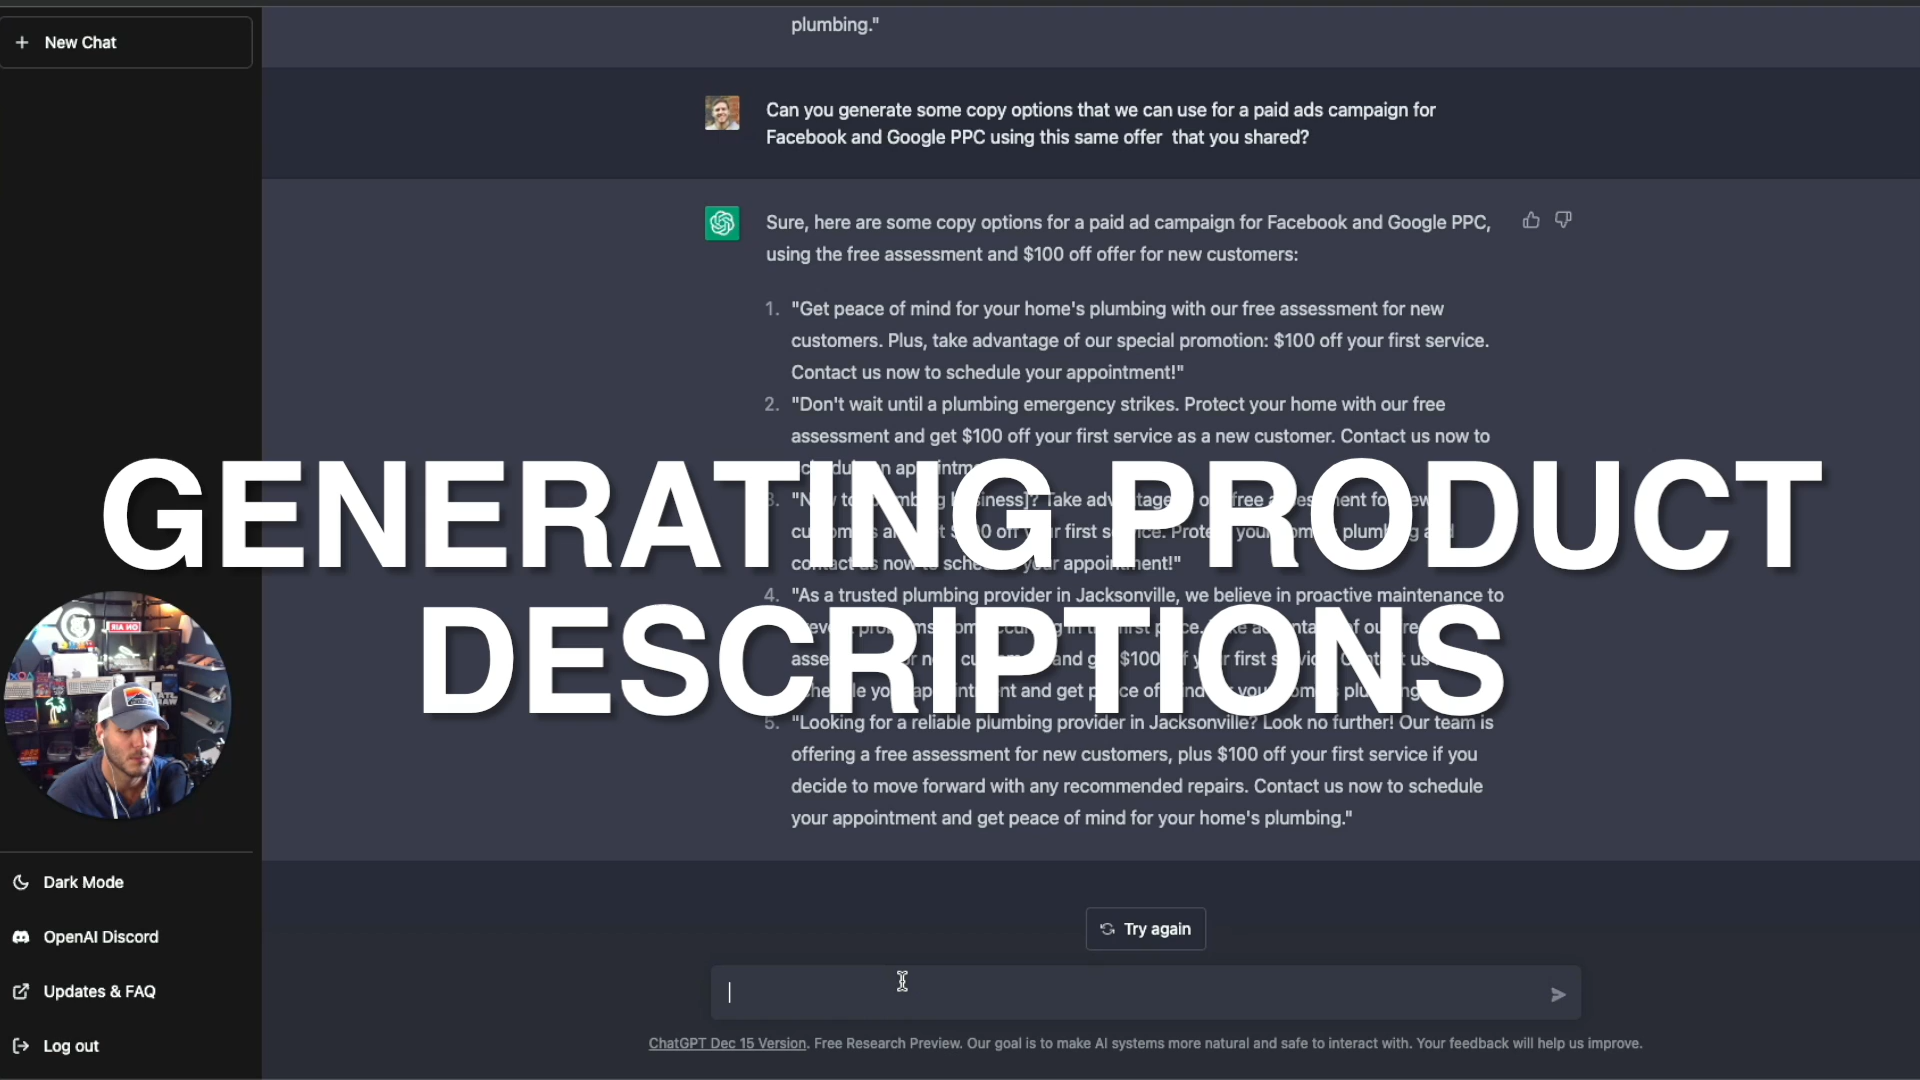 New Chat
plumbing."
Can you generate some copy options that we can use for a paid ads campaign for
Facebook and Google PPC using this same offer that you shared?
Sure, here are some copy options for a paid ad campaign for Facebook and Google PPC,
using the free assessment and $100 off offer for new customers:
1. "Get peace of mind for your home's plumbing with our free assessment for new
customers. Plus, take advantage of our special promotion: $100 off your first service.
Contact us now to schedule your appointment!"
2. "Don't wait until a plumbing emergency strikes. Protect your home with our free
assessment and get $100 off your first service as a new customer. Contact us now to
GENERATING PRODUCT
3. first
now appointment!"
4. "As a trusted plumbing provider in Jacksonville, we believe in proactive maintenance to
DESCRIPTIONS
$100 first
5. "Looking for a reliable plumbing provider in Jacksonville? Look no further! Our team is
offering a free assessment for new customers, plus $100 off your first service if you
decide to move forward with any recommended repairs. Contact us now to schedule
your appointment and get peace of mind for your home's plumbing."
Dark Mode
OpenAI Discord
Updates & FAQ
Log out
Try again
ChatGPT Dec 15 Version. Free Research Preview. Our goal is to make AI systems more natural and safe to interact with. Your feedback will help us improve.